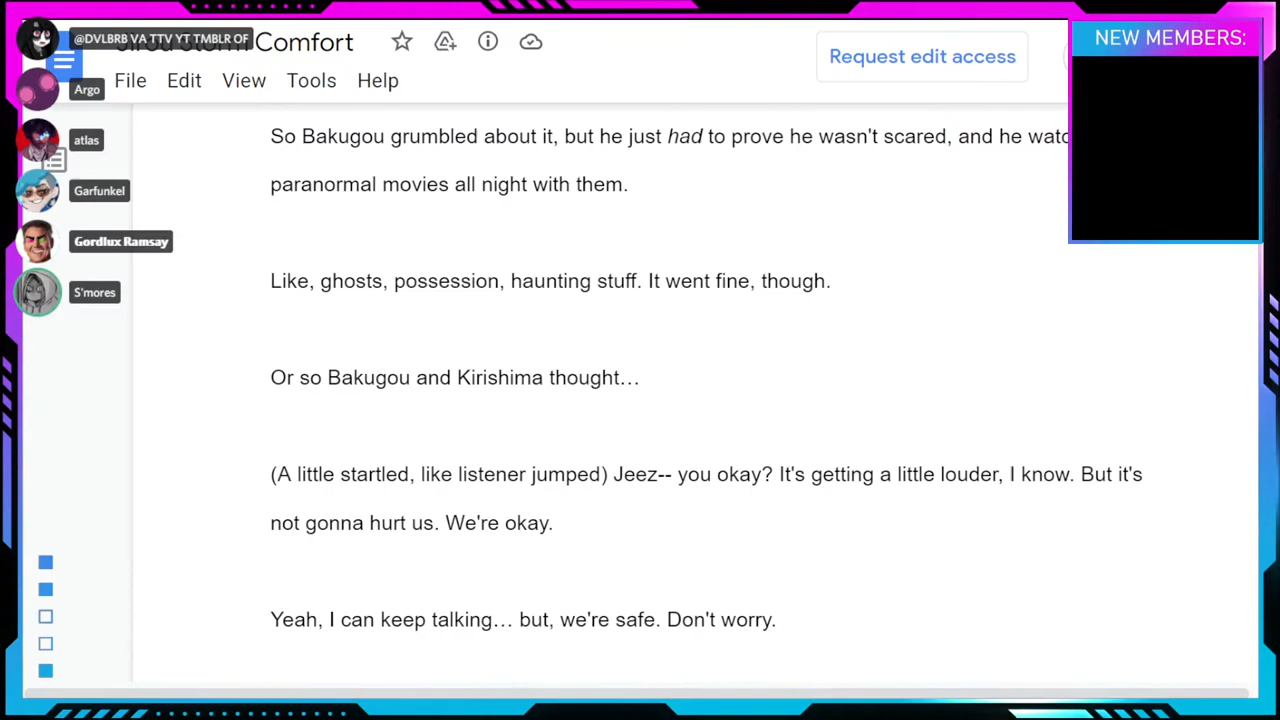 @DVLBRB VA TTV YT TMBLR OF
Comfort
Request edit access
NEW MEMBERS:
File Edit View Tools Help
Argo
atlas
Garfunkel
Gordlux Ramsay
S'mores
So Bakugou grumbled about it, but he just had to prove he wasn't scared, and he
paranormal movies all night with them.
Like, ghosts, possession, haunting stuff. It went fine, though.
Or so Bakugou and Kirishima thought…
(A little startled, like listener jumped) Jeez-- you okay? It's getting a little louder, I know. But it's
not gonna hurt us. We're okay.
Yeah, I can keep talking… but, we're safe. Don't worry.